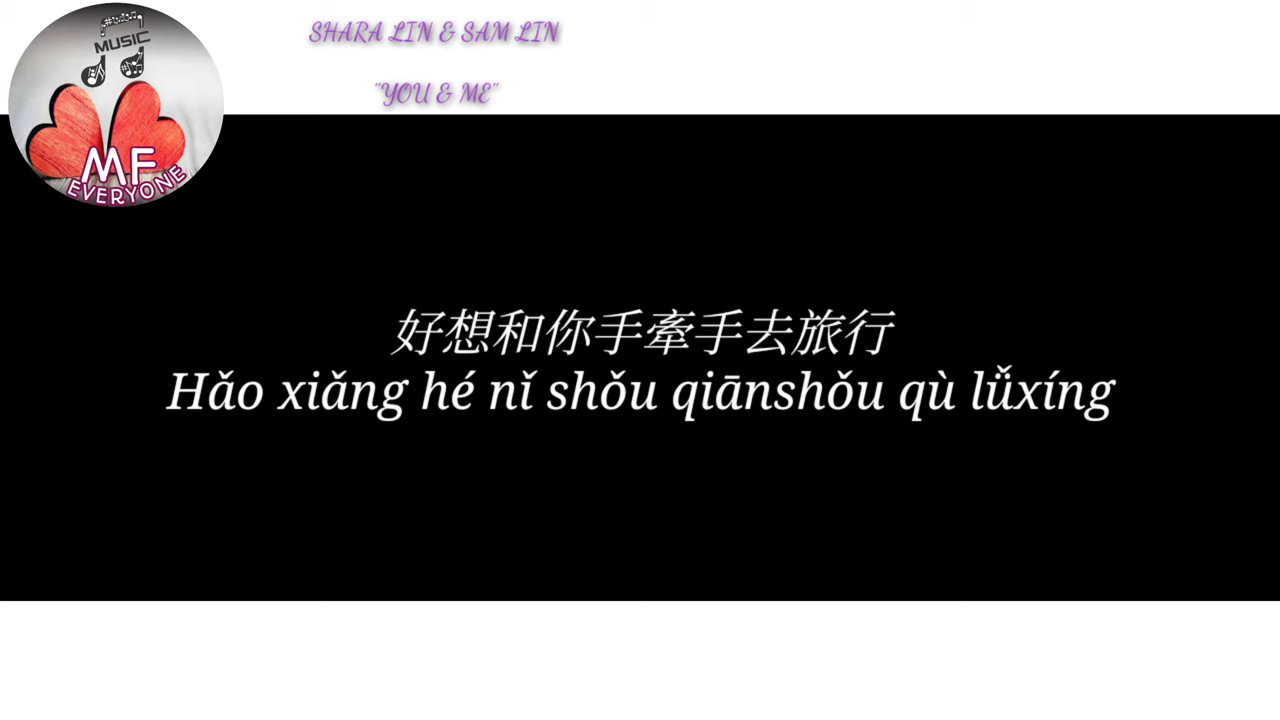 SHARA LIN & SAM LIN
"YOU & ME"
MUSIC
MF
EVERYONE
好想和你手牽手去旅行
Hǎo xiǎng hé nǐ shǒu qiānshǒu qù lǚxíng